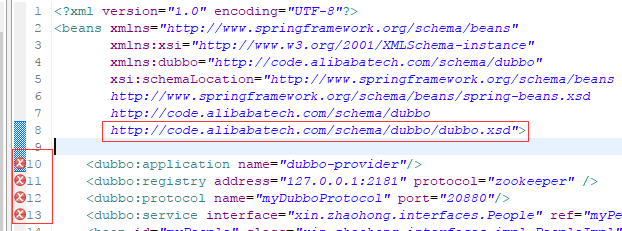 1 <?xml version="1.0" encoding="UTF-8"?>
2 <beans xmlns="http://www.springframework.org/schema/beans"
3 xmlns:xsi="http://www.w3.org/2001/XMLSchema-instance"
4 xmlns:dubbo="http://code.alibabatech.com/schema/dubbo"
5 xsi:schemaLocation="http://www.springframework.org/schema/beans
6 http://www.springframework.org/schema/beans/spring-beans.xsd
7 http://code.alibabatech.com/schema/dubbo
8 http://code.alibabatech.com/schema/dubbo/dubbo.xsd">
9
10 <dubbo:application name="dubbo-provider"/>
11 <dubbo:registry address="127.0.0.1:2181" protocol="zookeeper" />
12 <dubbo:protocol name="myDubboProtocol" port="20880"/>
13 <dubbo:service interface="xin.zhaohong.interfaces.People" ref="myPe